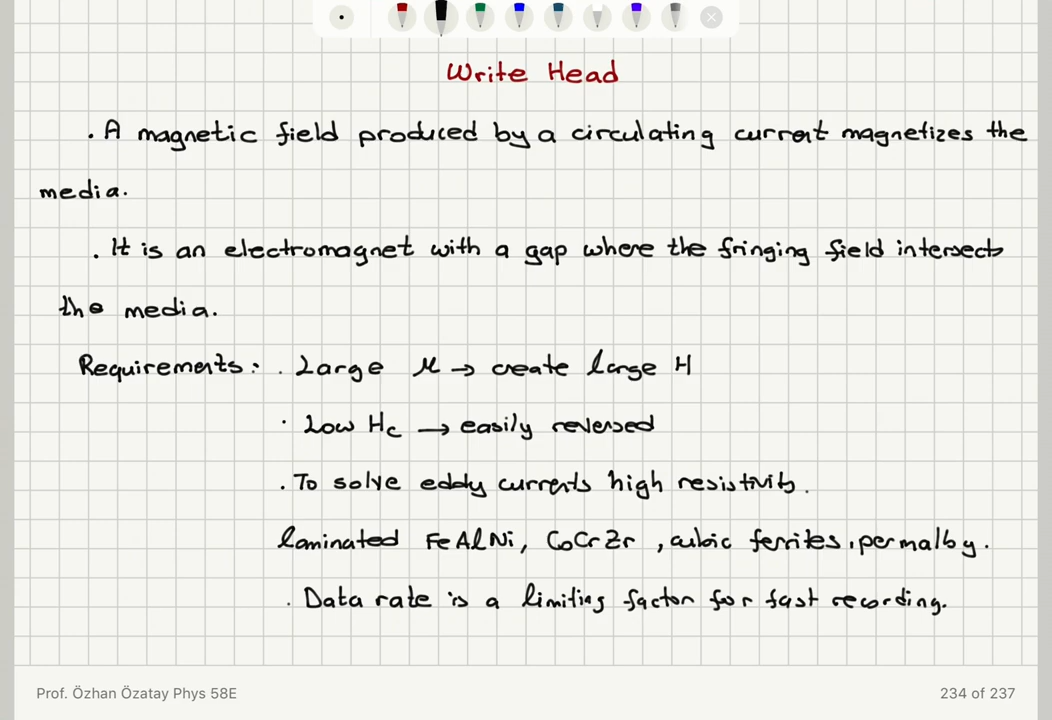 Write Head
. A magnetic field produced by a circulating current magnetizes the
media.
. It is an electromagnet with a gap where the fringing field intersects
the media.
Requirements: . Large μ → create large H
. Low Hc → easily reversed
. To solve eddy currents high resistivity.
laminated FeAlNi, CoCrZr, cubic ferrites, permalloy.
. Data rate is a limiting factor for fast recording.
Prof. Özhan Özatay Phys 58E
234 of 237